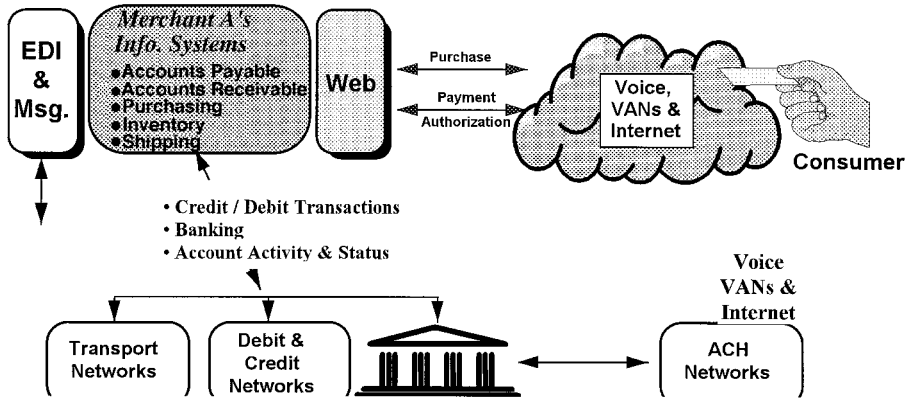 EDI
&
Msg.
Merchant A's
Info. Systems
●Accounts Payable
●Accounts Receivable
●Purchasing
●Inventory
●Shipping
Web
Purchase
Payment
Authorization
Voice,
VANs &
Internet
Consumer
• Credit / Debit Transactions
• Banking
• Account Activity & Status
Voice
VANs &
Internet
Transport
Networks
Debit &
Credit
Networks
ACH
Networks